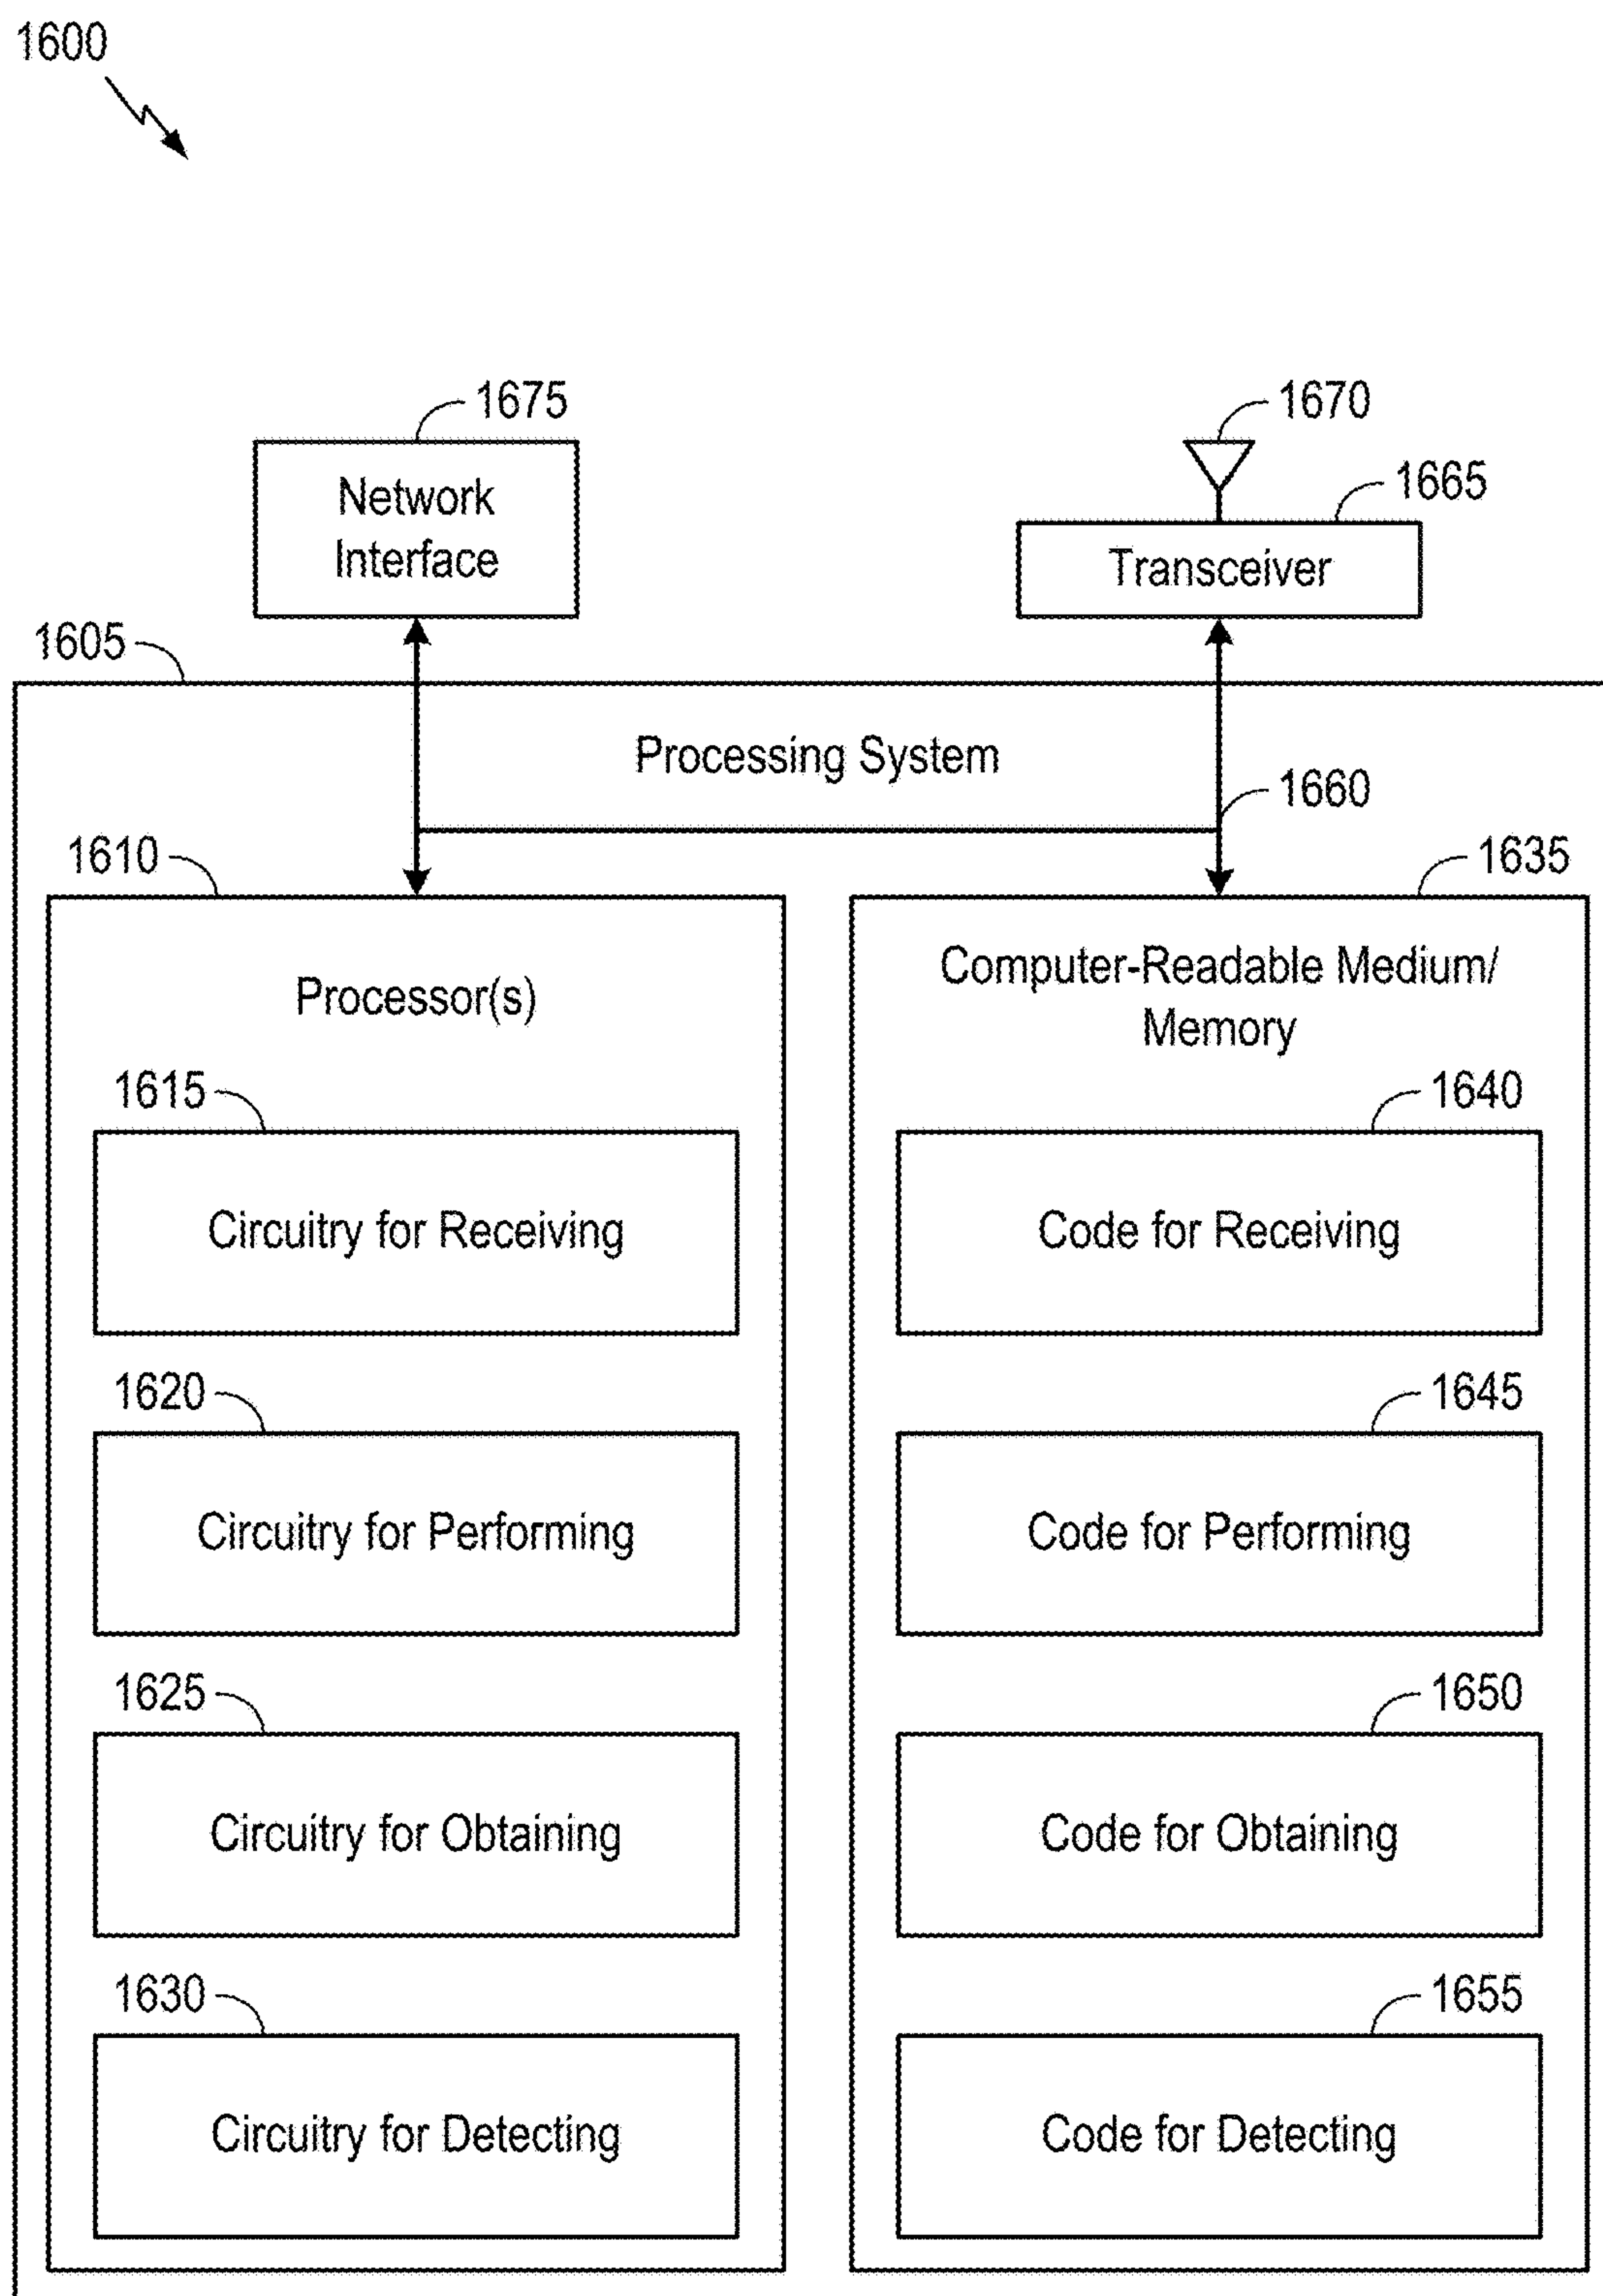 1600
1675
1670
Network
Interface
1665
Transceiver
1605
Processing System
1660
1610
1635
Processor(s)
Computer-Readable Medium/
Memory
1615
1640
Circuitry for Receiving
Code for Receiving
1620
1645
Circuitry for Performing
Code for Performing
1625
1650
Circuitry for Obtaining
Code for Obtaining
1630
1655
Circuitry for Detecting
Code for Detecting